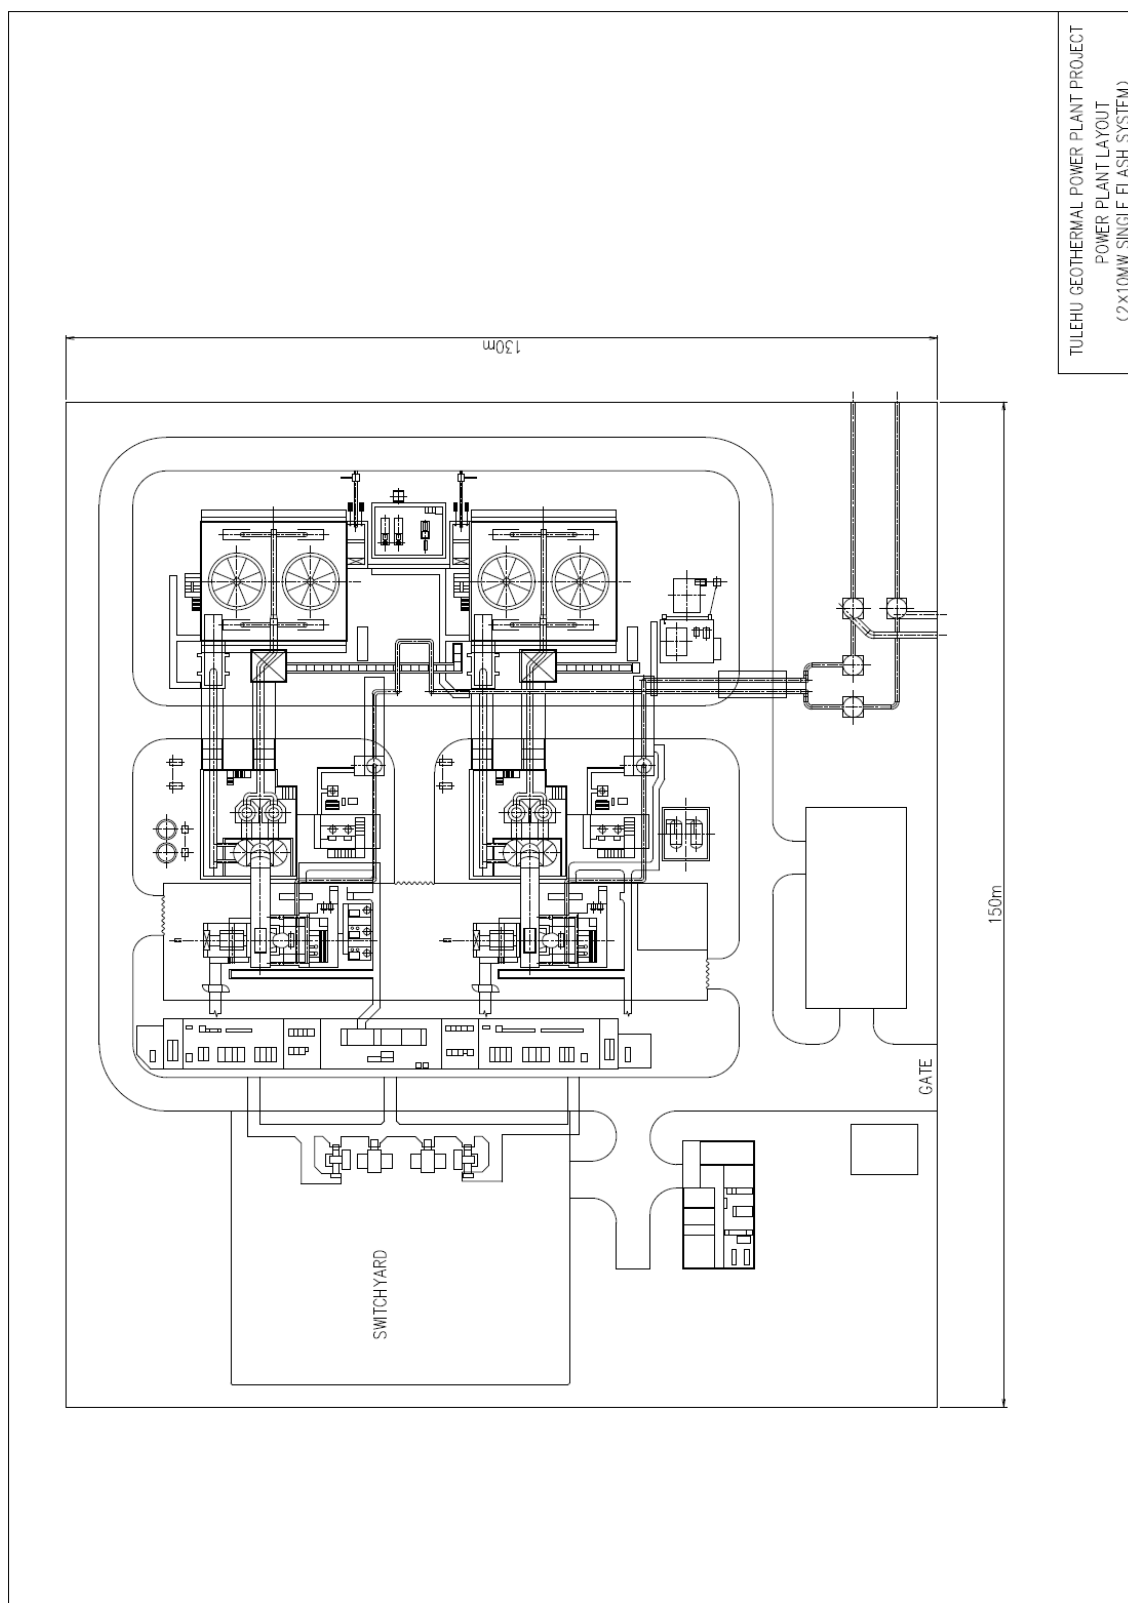 TULEHU GEOTHERMAL POWER PLANT PROJECT
POWER PLANT LAYOUT
(2×10MW SINGLE FLASH SYSTEM)
130m
150m
GATE
SWITCHYARD